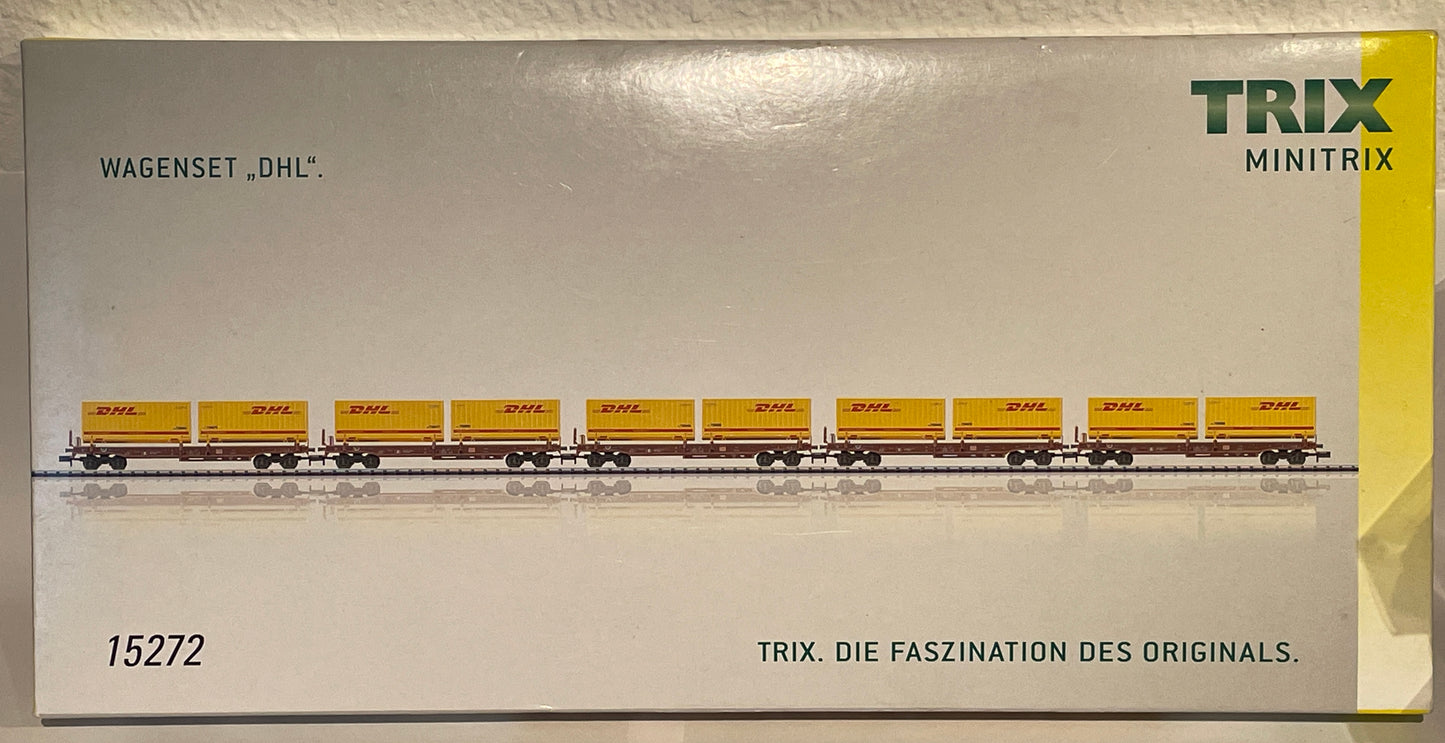 TRIX
MINITRIX
WAGENSET „DHL“.
DHL DHL DHL DHL DHL DHL DHL DHL DHL DHL
15272
TRIX. DIE FASZINATION DES ORIGINALS.